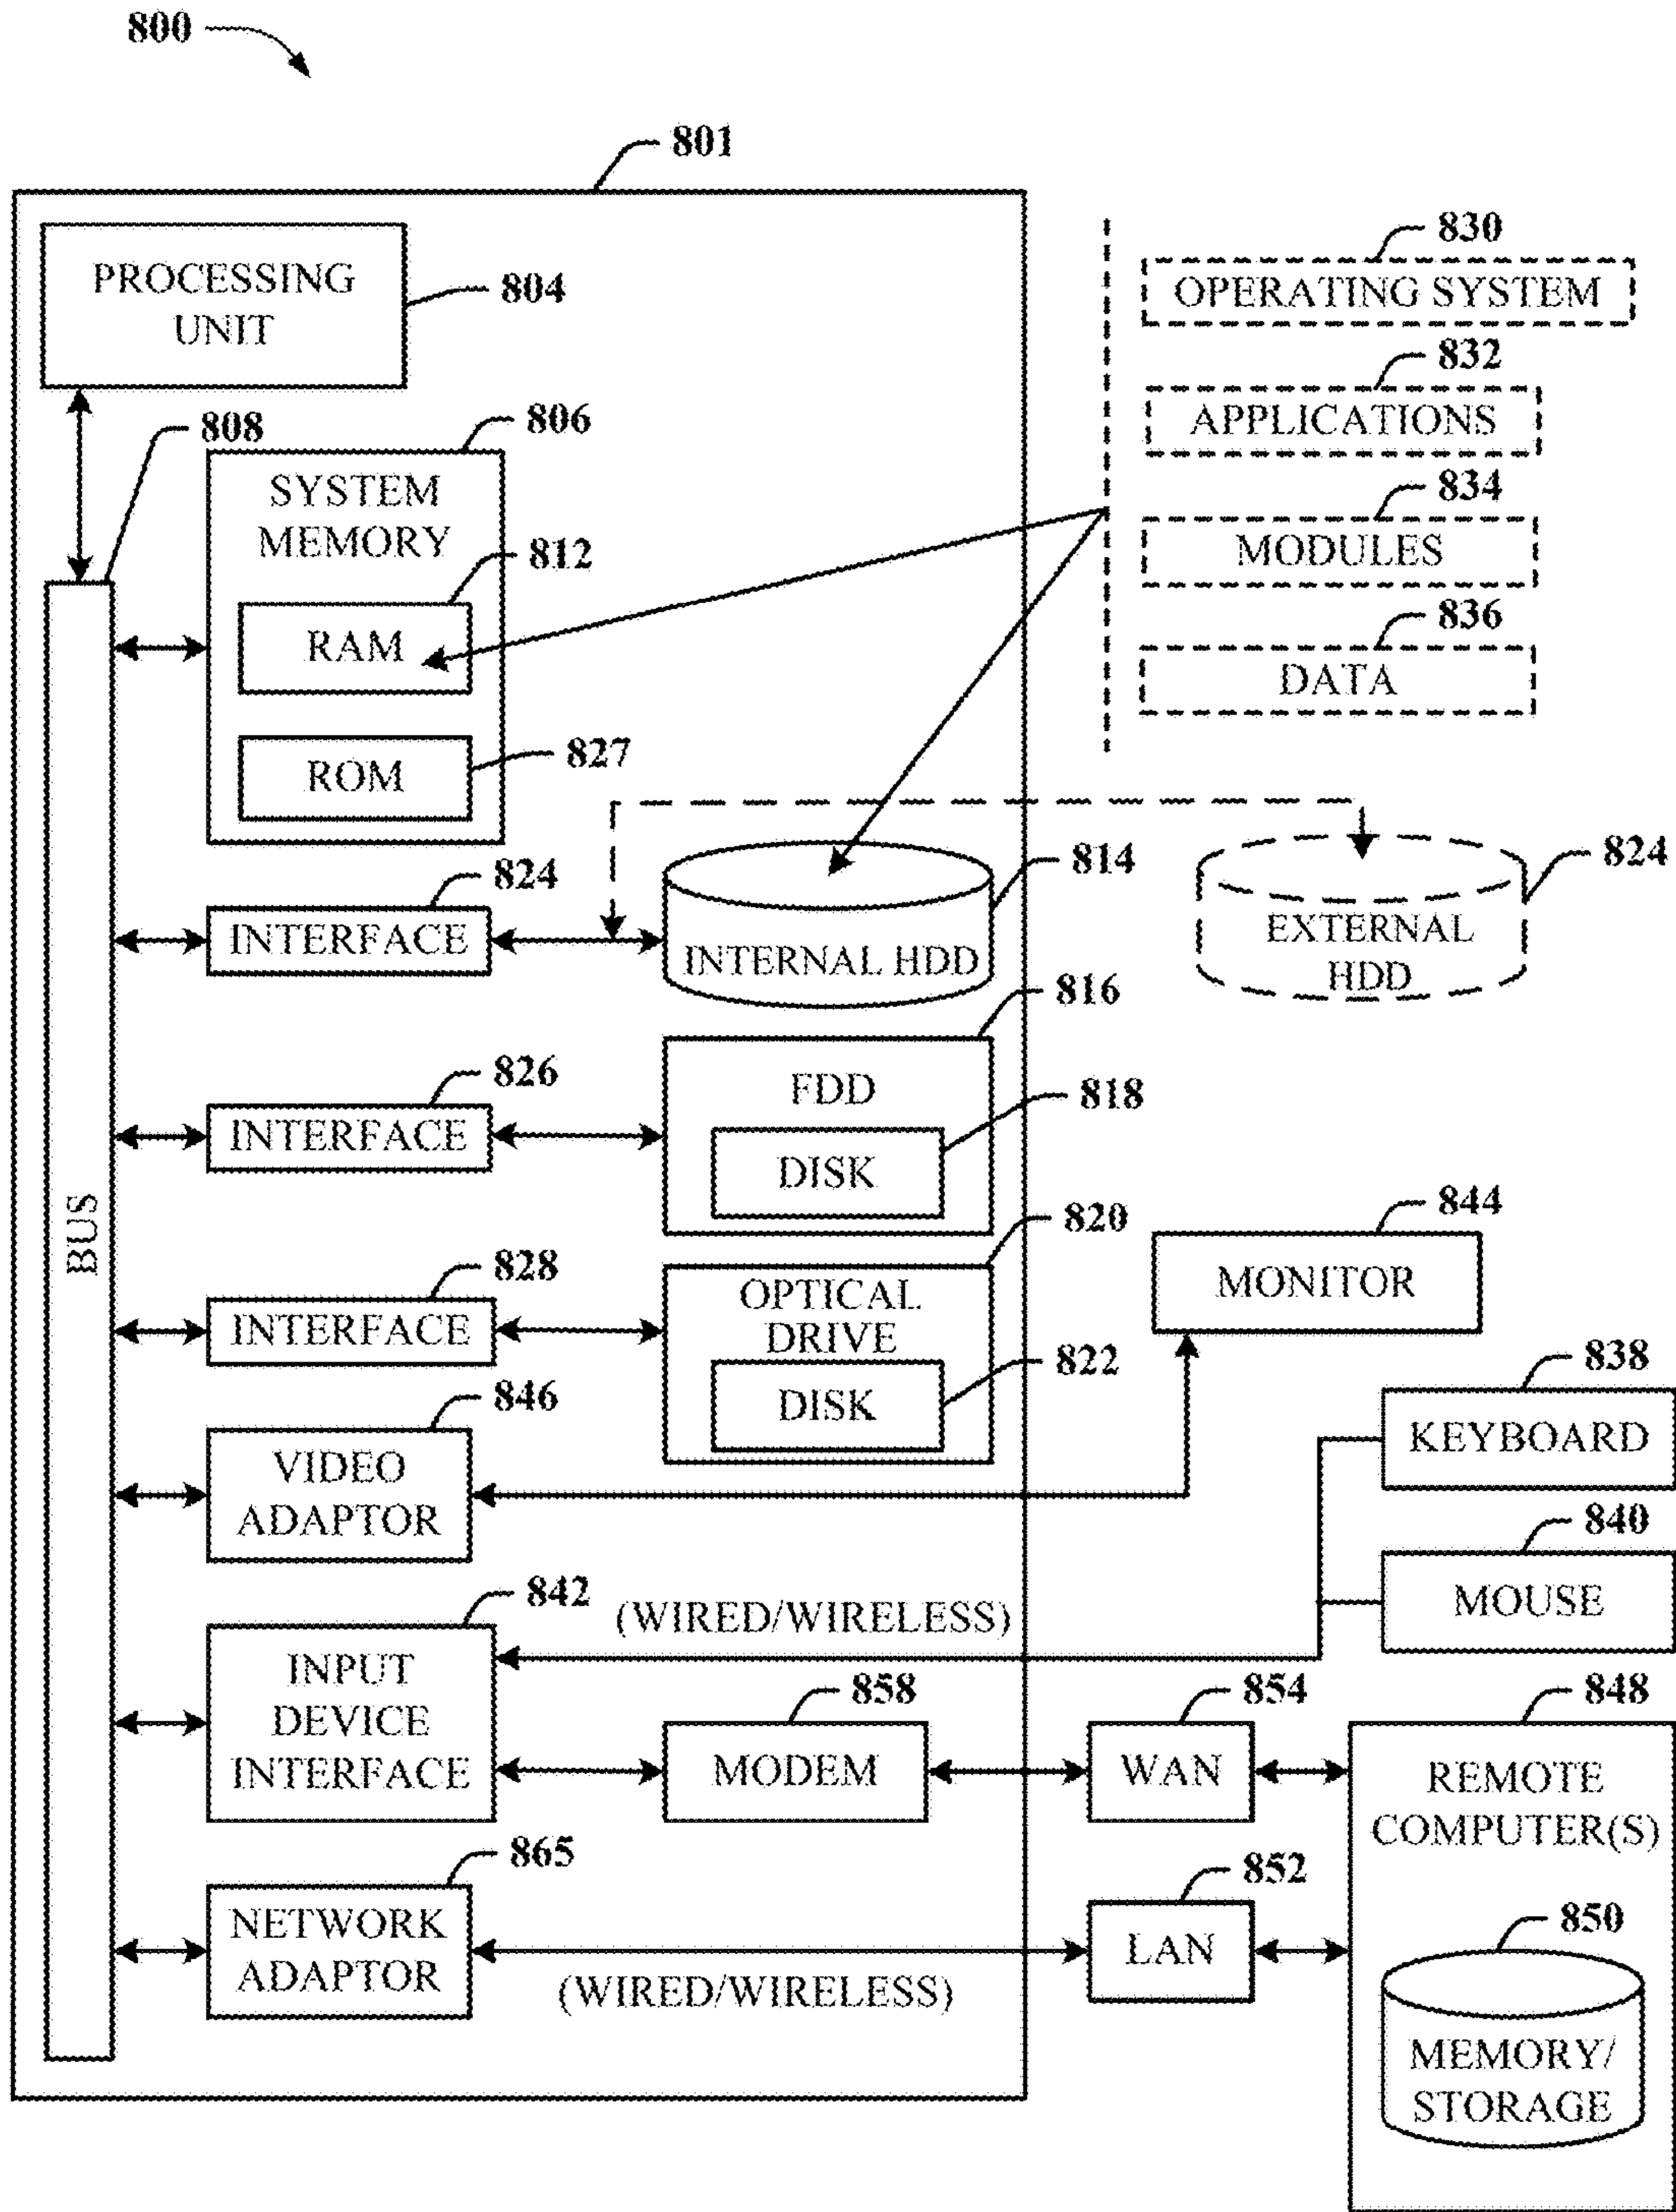 800
801
PROCESSING
UNIT
804
808
806
SYSTEM
MEMORY
812
RAM
827
ROM
830
OPERATING SYSTEM
832
APPLICATIONS
834
MODULES
836
DATA
BUS
824
INTERFACE
814
INTERNAL HDD
824
EXTERNAL
HDD
826
INTERFACE
816
FDD
818
DISK
828
INTERFACE
820
OPTICAL
DRIVE
822
DISK
844
MONITOR
846
VIDEO
ADAPTOR
838
KEYBOARD
840
MOUSE
842
INPUT
DEVICE
INTERFACE
(WIRED/WIRELESS)
858
MODEM
854
WAN
848
REMOTE
COMPUTER(S)
865
NETWORK
ADAPTOR
(WIRED/WIRELESS)
852
LAN
850
MEMORY/
STORAGE